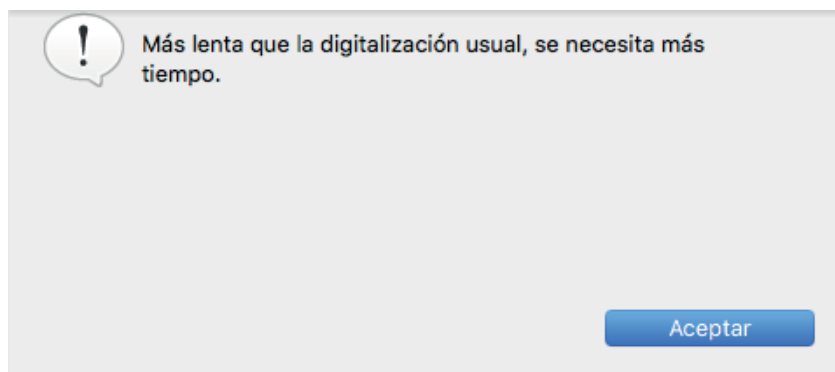 Más lenta que la digitalización usual, se necesita más
tiempo.
Aceptar